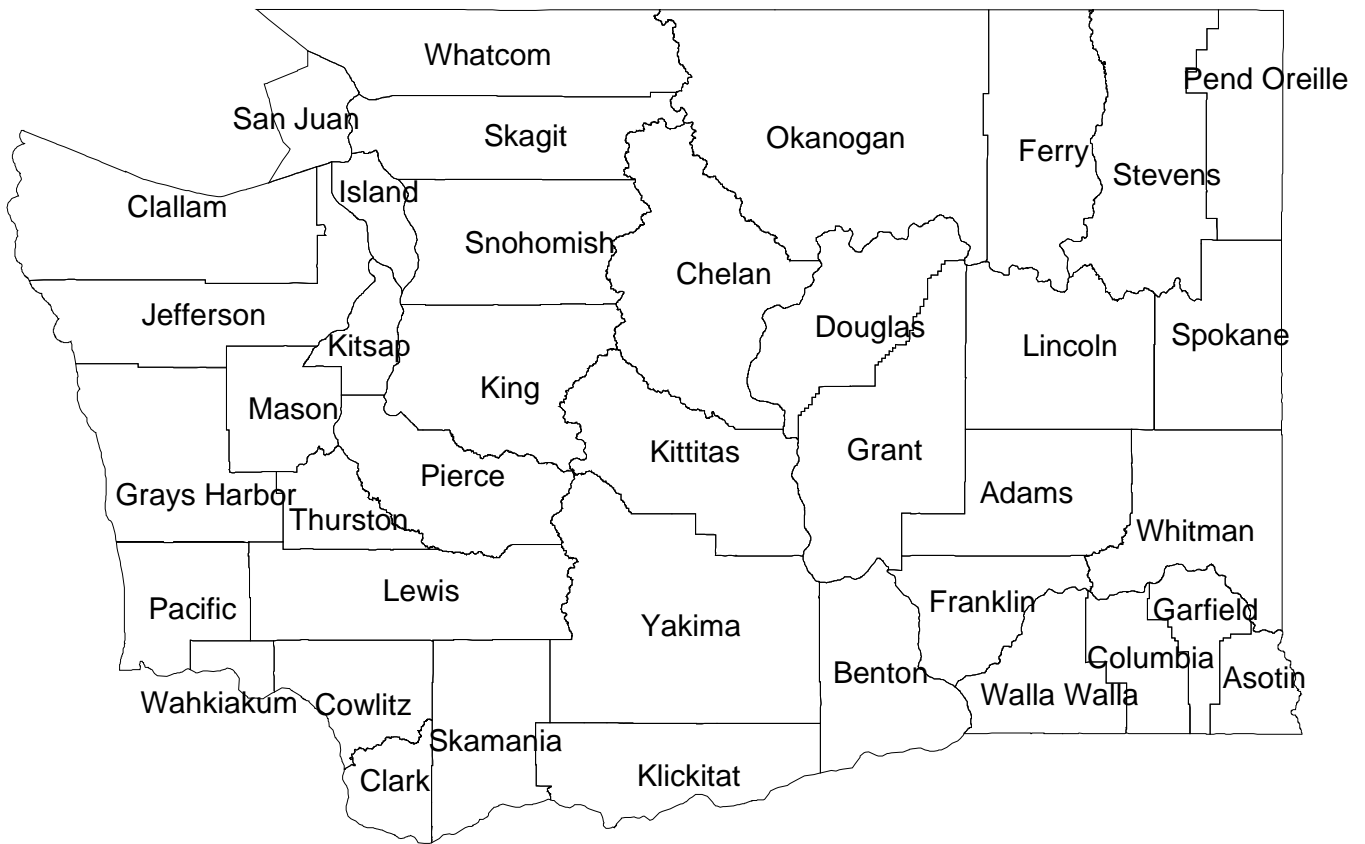 Whatcom
Pend Oreille
San Juan
Skagit
Okanogan
Ferry
Stevens
Island
Clallam
Snohomish
Chelan
Jefferson
Douglas
Kitsap
Lincoln
Spokane
King
Mason
Kittitas
Grant
Pierce
Grays Harbor
Adams
Thurston
Whitman
Lewis
Franklin
Pacific
Garfield
Yakima
Columbia
Benton
Asotin
Walla Walla
Wahkiakum
Cowlitz
Skamania
Klickitat
Clark